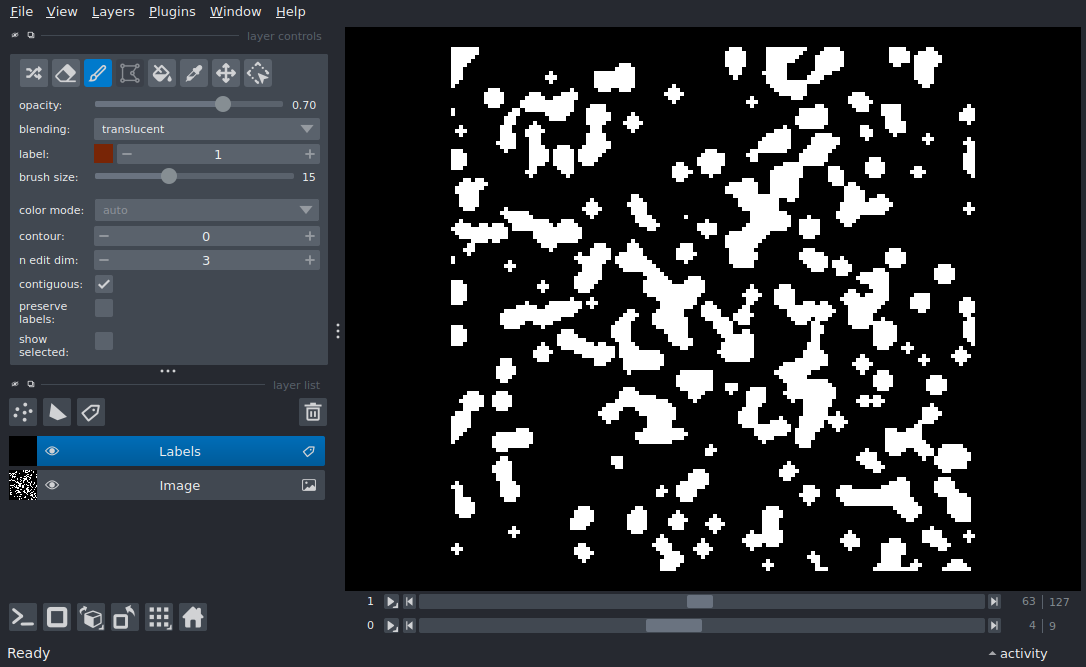 File View Layers Plugins Window Help
layer controls
opacity: 0.70
blending: translucent
label: 1
brush size: 15
color mode: auto
contour: 0
n edit dim: 3
contiguous:
preserve
labels:
show
selected:
layer list
Labels
Image
1 63 127
0 4 9
Ready activity